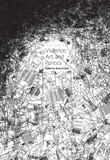 Violence,
Art, and
Politics